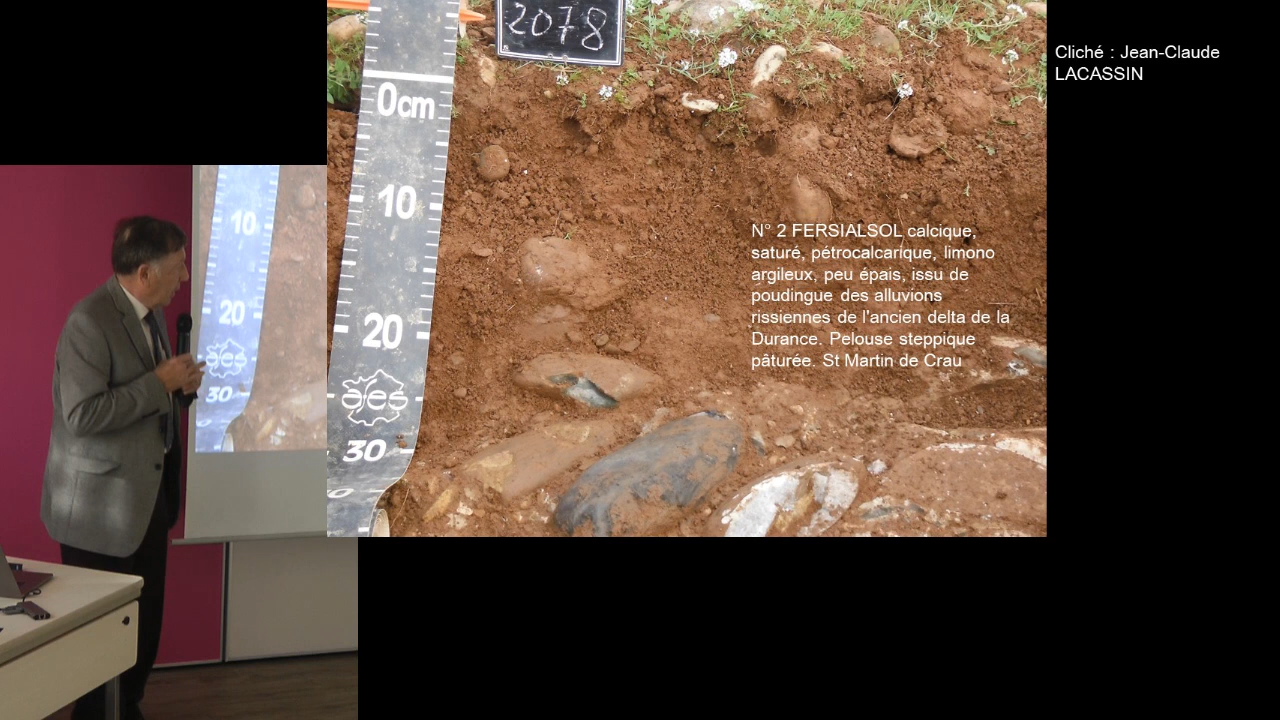 2078
Cliché : Jean-Claude
LACASSIN
0cm
10
20
aes
30
10
20
aes
30
N° 2 FERSIALSOL calcique,
saturé, pétrocalcarique, limono
argileux, peu épais, issu de
poudingue des alluvions
rissiennes de l'ancien delta de la
Durance. Pelouse steppique
pâturée. St Martin de Crau